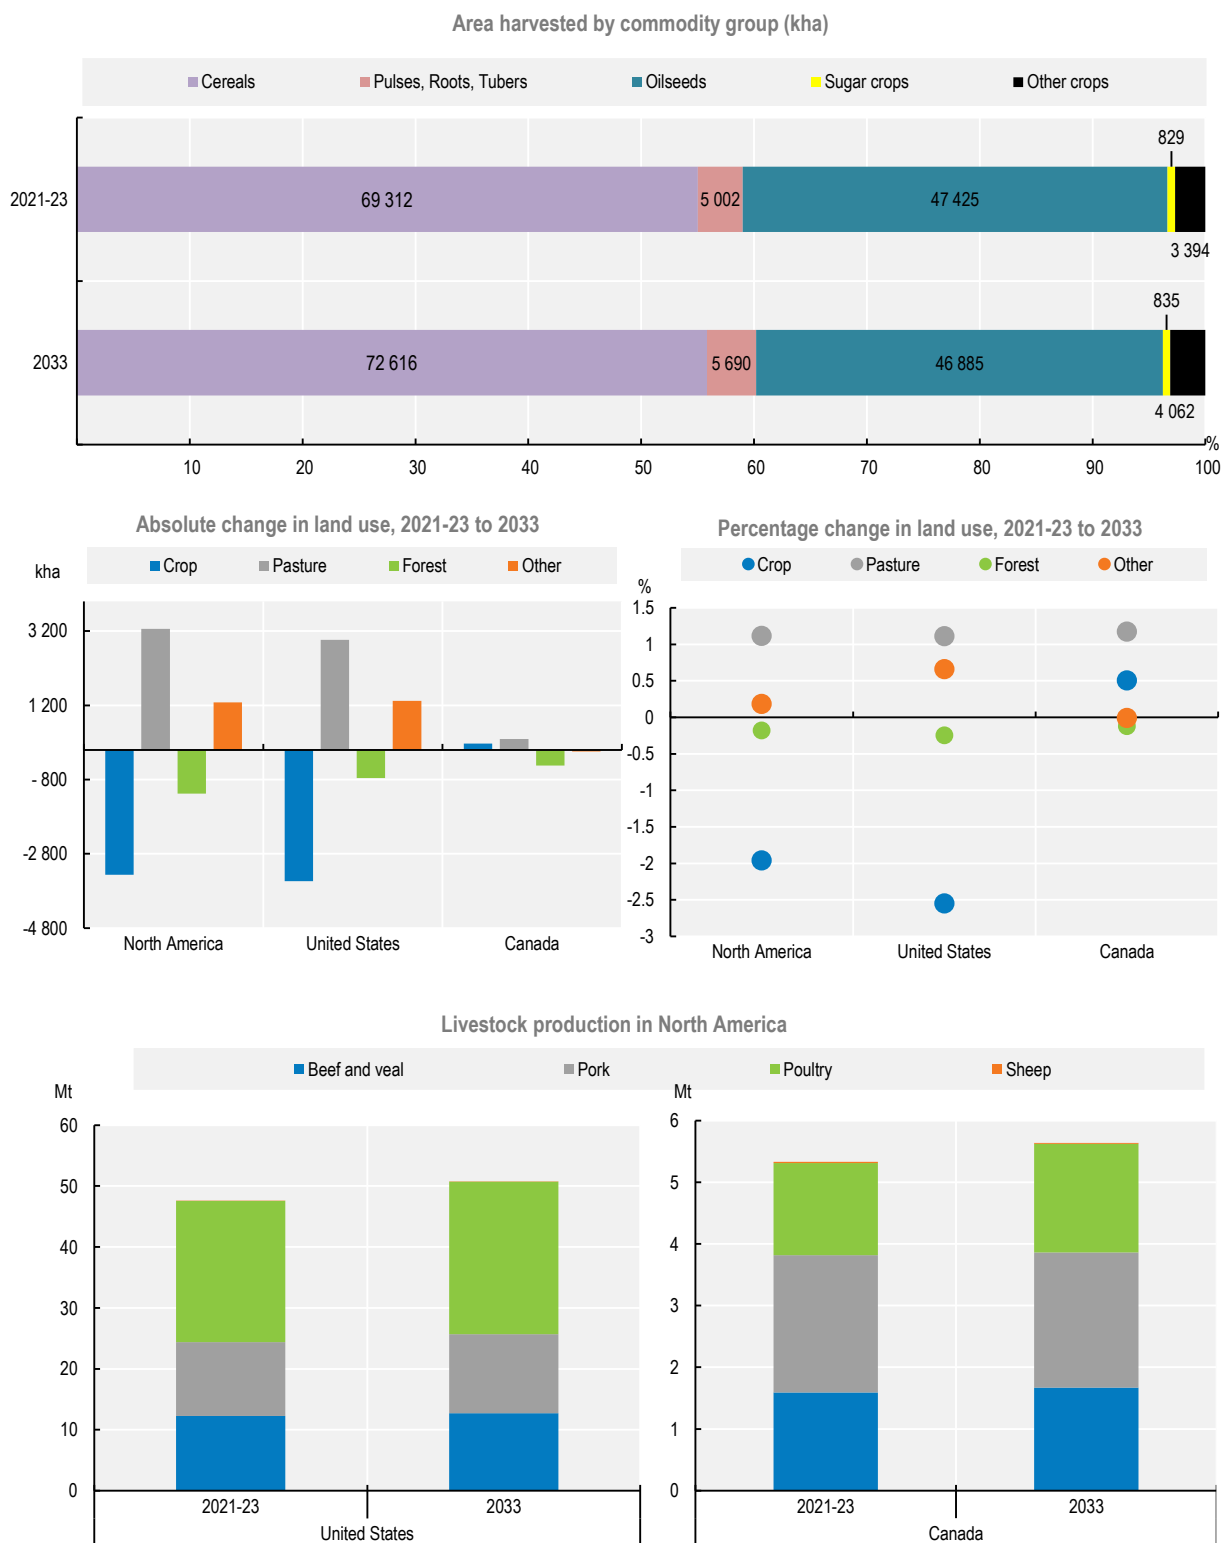 Area harvested by commodity group (kha)
Cereals Pulses, Roots, Tubers Oilseeds Sugar crops Other crops
829
2021-23 69 312 5 002 47 425
3 394
835
2033 72 616 5 690 46 885
4 062
%
10 20 30 40 50 60 70 80 90 100
Absolute change in land use, 2021-23 to 2033
kha
Crop Pasture Forest Other
3 200
1 200
- 800
-2 800
-4 800
North America United States Canada
Percentage change in land use, 2021-23 to 2033
Crop Pasture Forest Other
%
1.5
1
0.5
0
-0.5
-1
-1.5
-2
-2.5
-3
North America United States Canada
Livestock production in North America
Beef and veal Pork Poultry Sheep
Mt
60
50
40
30
20
10
0
2021-23 2033
United States
Mt
6
5
4
3
2
1
0
2021-23 2033
Canada